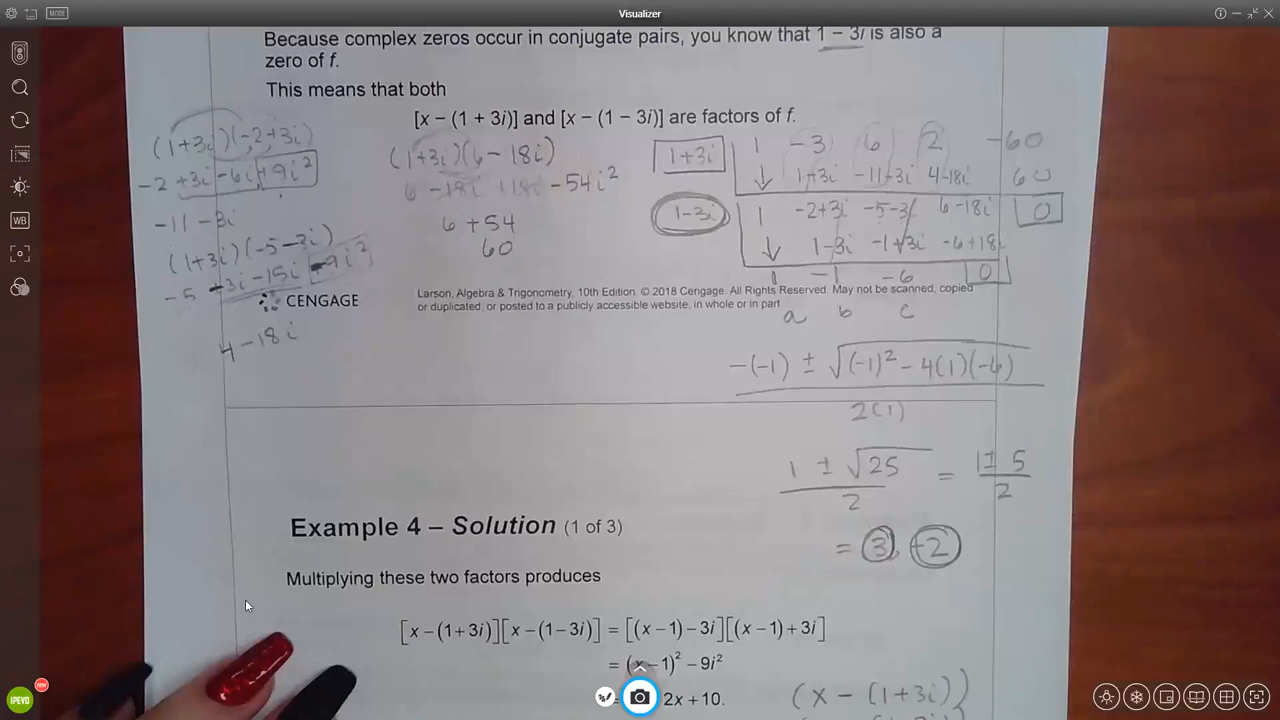 MODE
Visualizer
Because complex zeros occur in conjugate pairs, you know that 1 − 3i is also a
zero of f.
This means that both
[x − (1 + 3i)] and [x − (1 − 3i)] are factors of f.
(1+3i)(-2+3i)
-2 +3i -6i +9i²
-11 -3i
(1+3i)(-5-3i)
-5 -3i -15i -9i²
4 -18i
(1+3i)(6-18i)
6 -18i +18i -54i²
6 +54
60
1+3i 1 -3 6 2 -60
↓ 1+3i -11-3i 4-18i 60
1-3i 1 -2+3i -5-3i 6-18i 0
↓ 1-3i -1+3i -6+18i
1 -1 -6 0
a b c
CENGAGE
Larson, Algebra & Trigonometry, 10th Edition. © 2018 Cengage. All Rights Reserved. May not be scanned, copied
or duplicated, or posted to a publicly accessible website, in whole or in part
-(-1) ± √(-1)² - 4(1)(-6)
2(1)
1 ± √25 = 1 ± 5
2 2
= 3, -2
Example 4 – Solution (1 of 3)
Multiplying these two factors produces
[x − (1+3i)][x − (1−3i)] = [(x − 1) − 3i][(x − 1) + 3i]
= (x − 1)² − 9i²
2x + 10.
(x - (1+3i))
IPEVO
new
WB